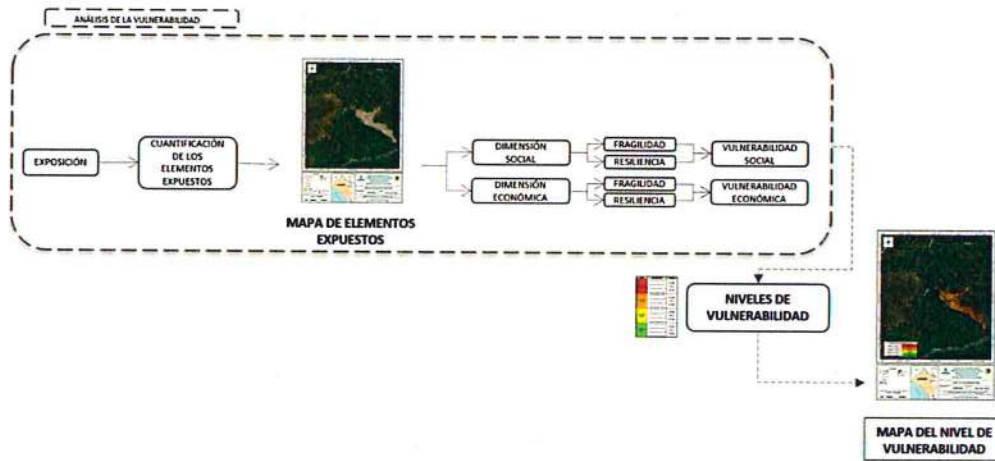 ANÁLISIS DE LA VULNERABILIDAD
EXPOSICIÓN
CUANTIFICACIÓN
DE LOS
ELEMENTOS
EXPUESTOS
MAPA DE ELEMENTOS
EXPUESTOS
DIMENSIÓN
SOCIAL
FRAGILIDAD
RESILIENCIA
VULNERABILIDAD
SOCIAL
DIMENSIÓN
ECONÓMICA
FRAGILIDAD
RESILIENCIA
VULNERABILIDAD
ECONÓMICA
NIVELES DE
VULNERABILIDAD
MAPA DEL NIVEL DE
VULNERABILIDAD